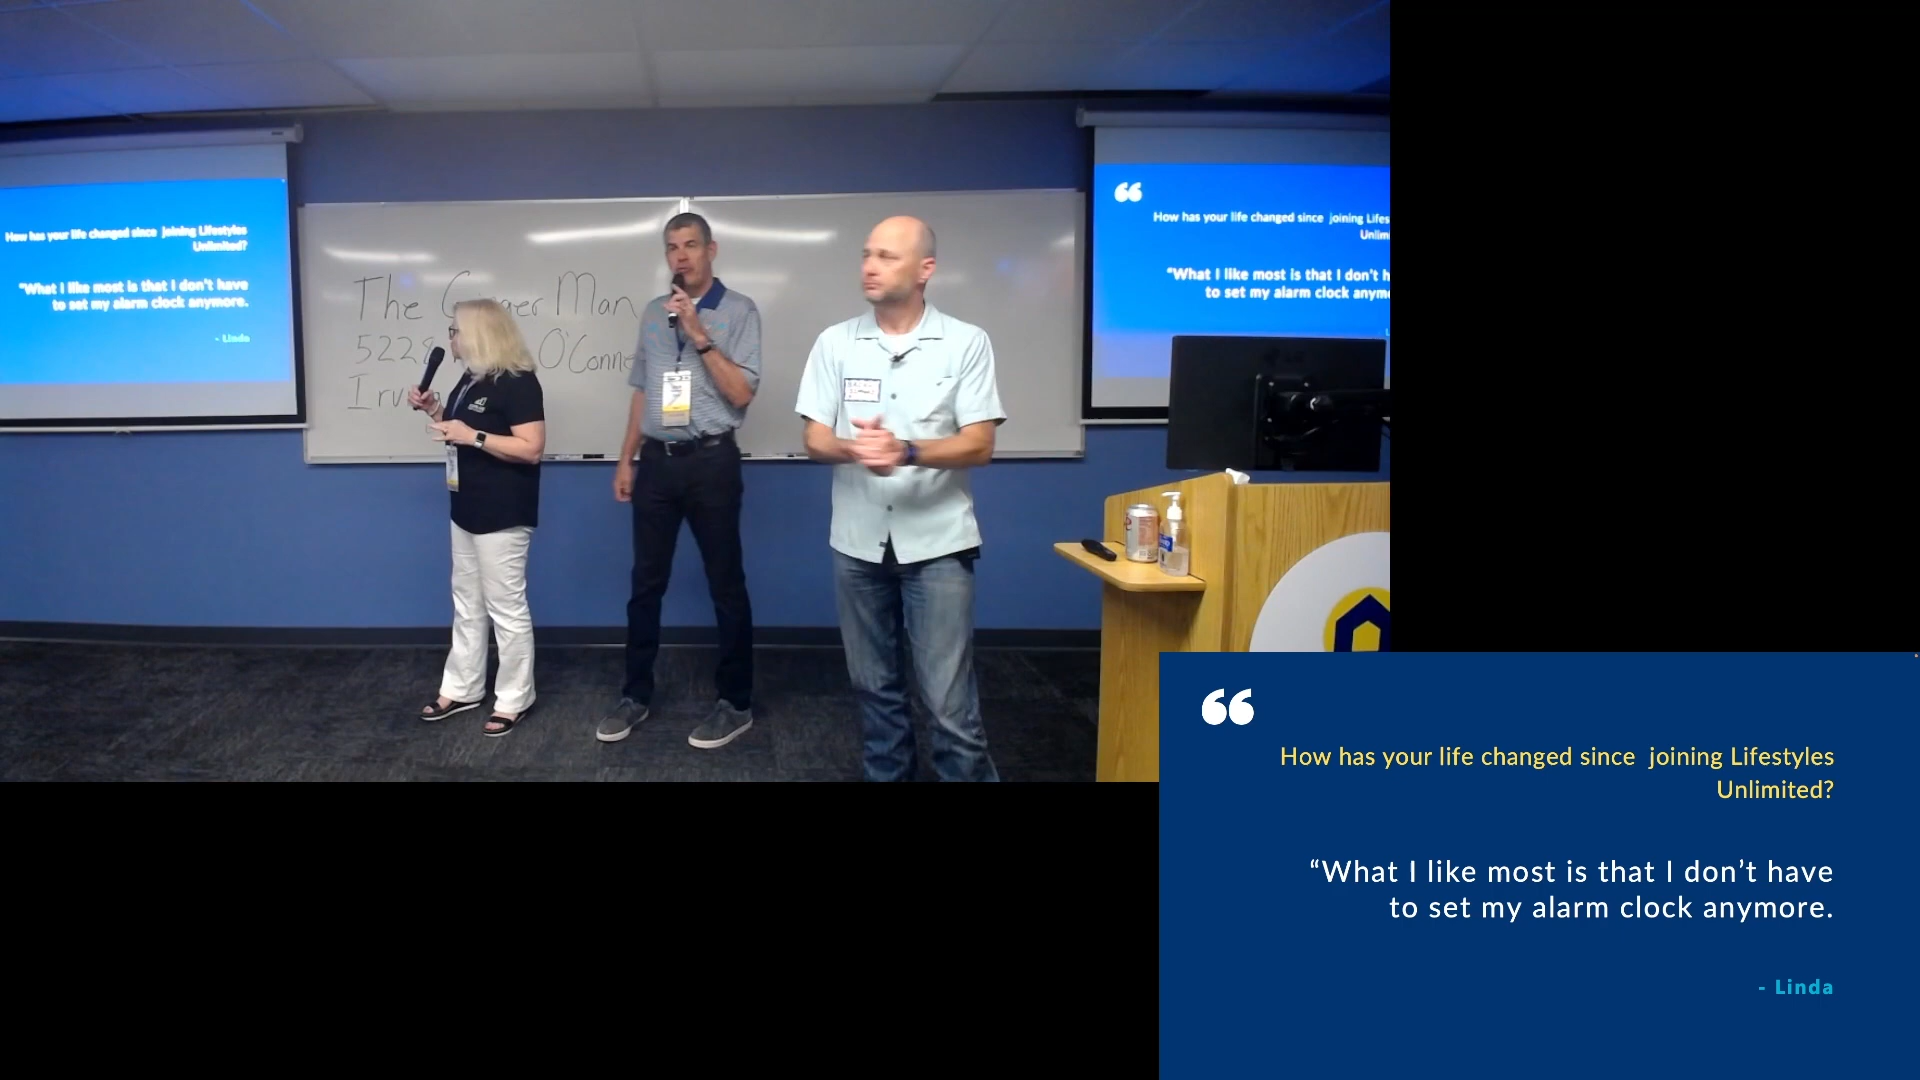 How has your life changed since joining Lifestyles
Unlimited?
"What I like most is that I don't have
to set my alarm clock anymore.
- Linda
The Man
O'Conne
“
How has your life changed since joining Lifes
Unlim
"What I like most is that I don't h
to set my alarm clock anym
“
How has your life changed since joining Lifestyles
Unlimited?
“What I like most is that I don’t have
to set my alarm clock anymore.
- Linda